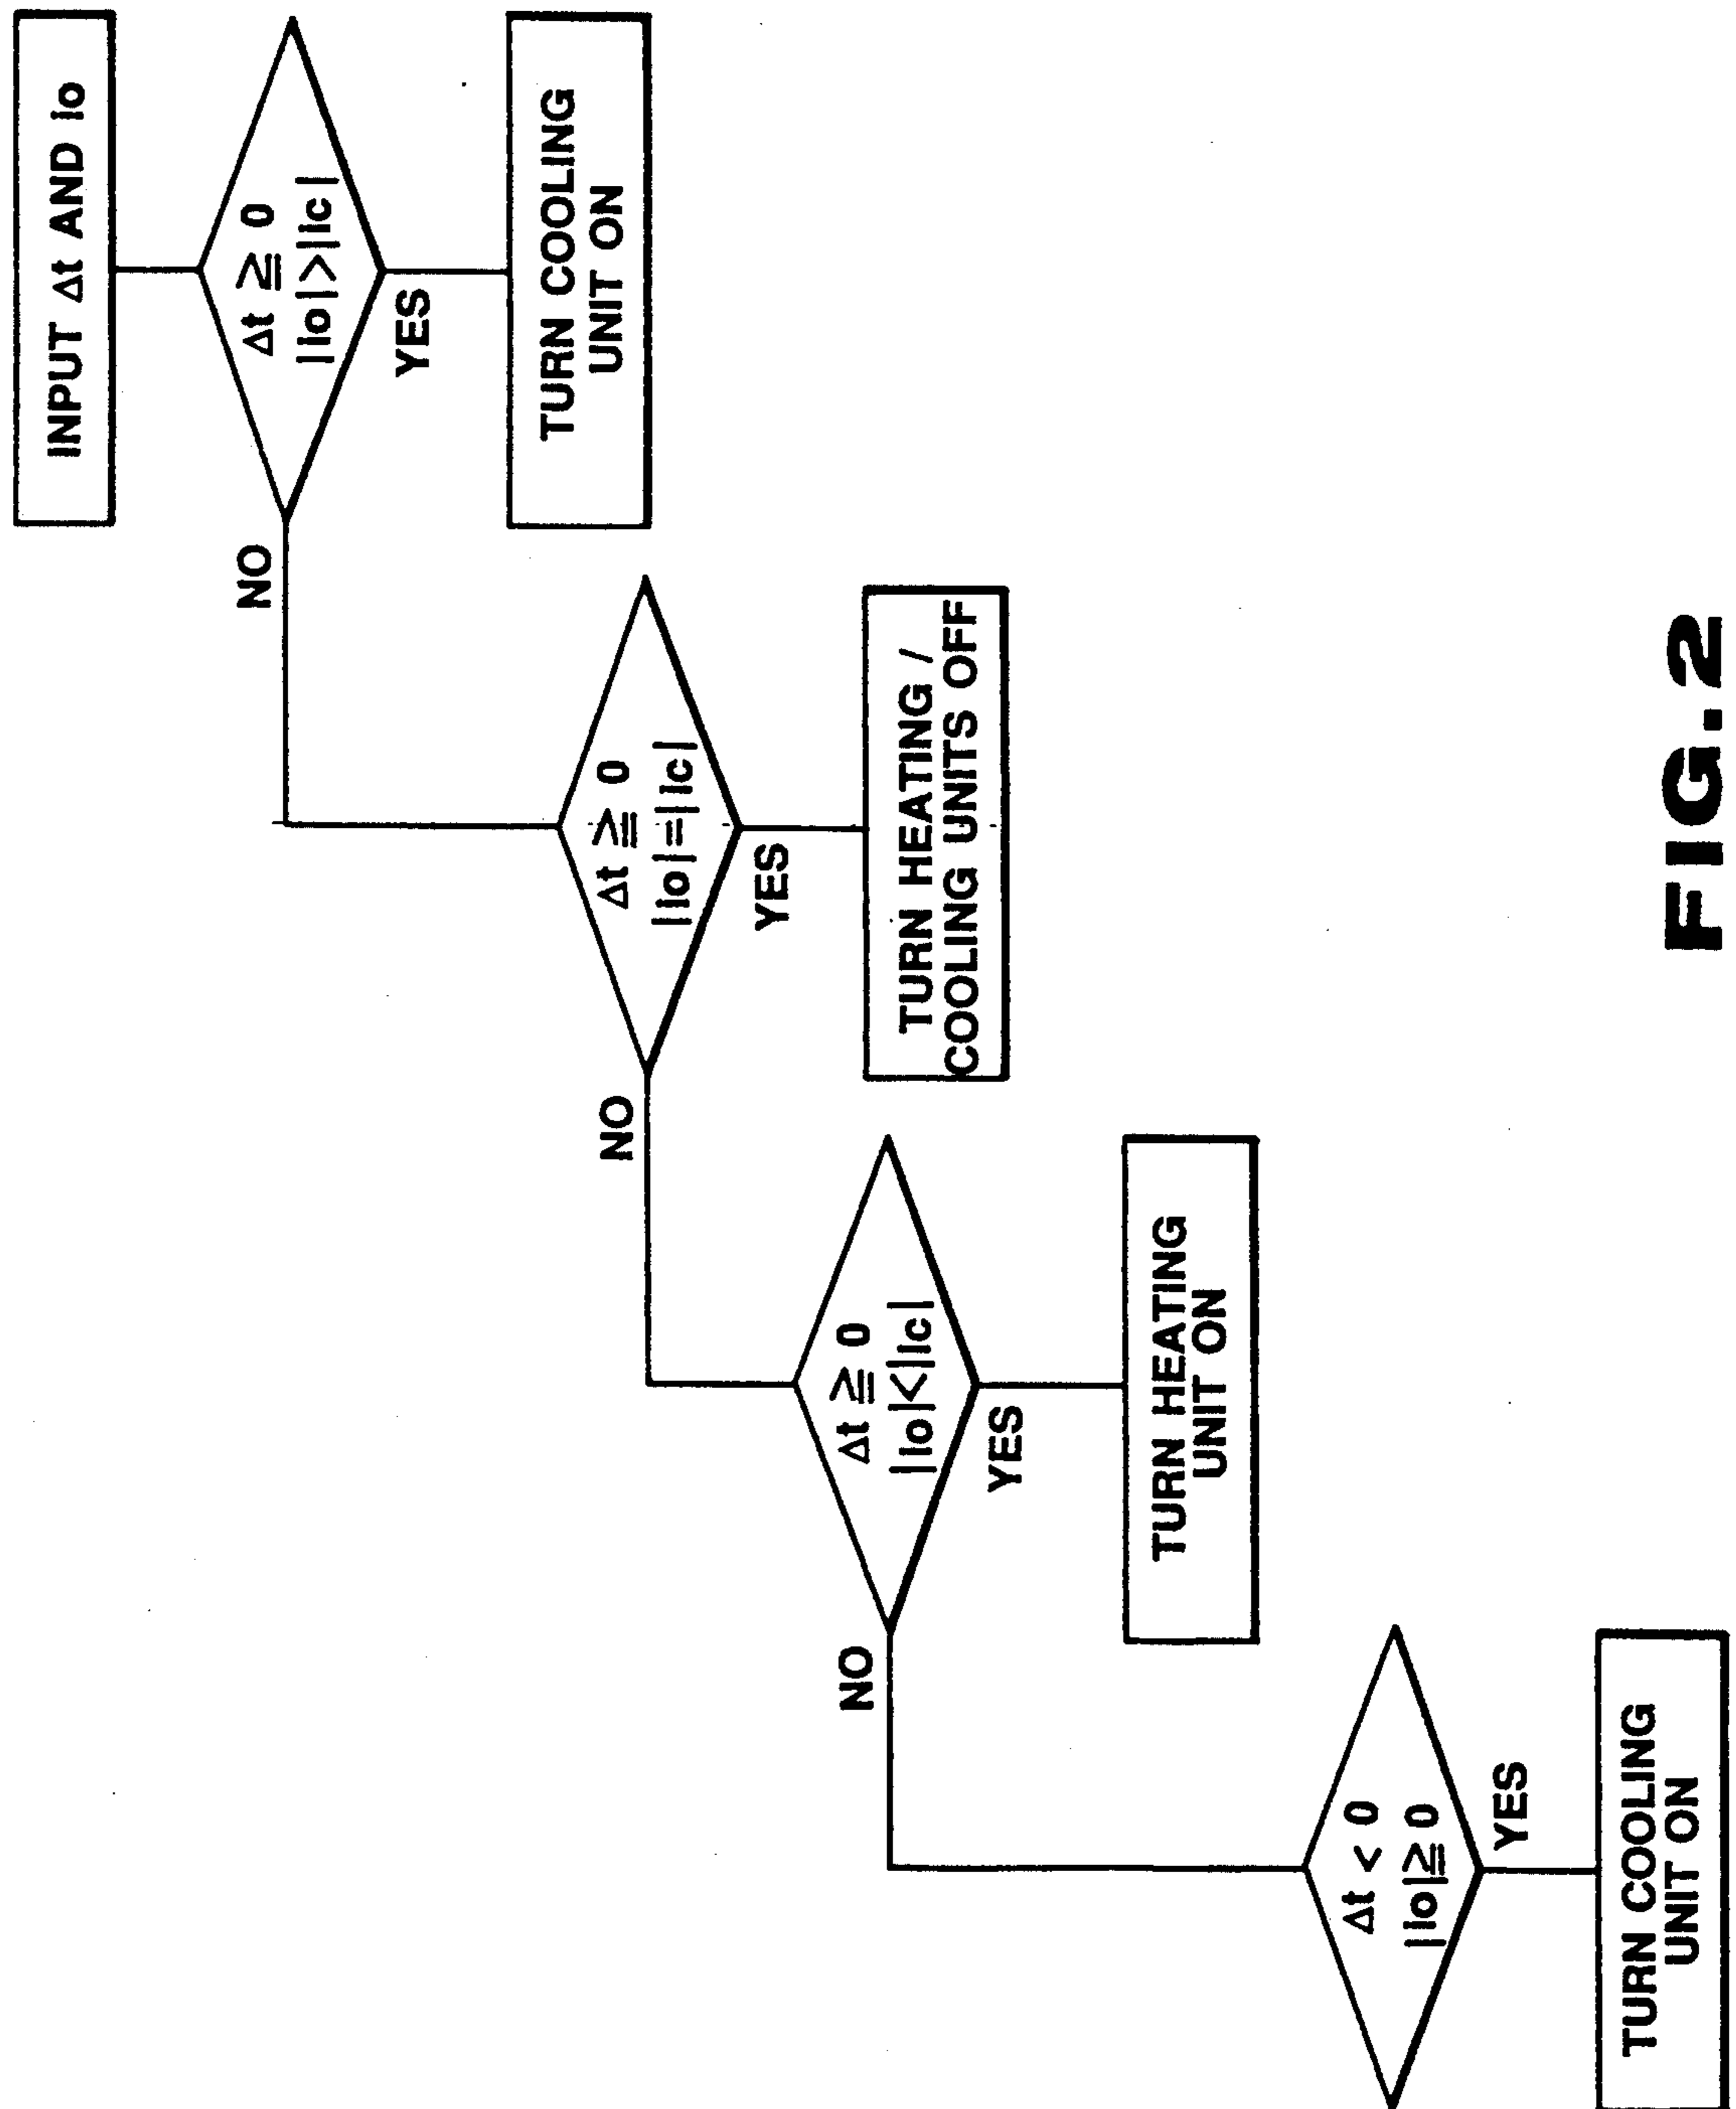 INPUT Δt AND io
Δt ≧ 0
|io|>|ic|
YES
NO
TURN COOLING
UNIT ON
Δt ≧ 0
|io|=|ic|
YES
NO
TURN HEATING /
COOLING UNITS OFF
Δt ≧ 0
|io|<|ic|
YES
NO
TURN HEATING
UNIT ON
Δt < 0
|io|≧0
YES
TURN COOLING
UNIT ON
FIG.2